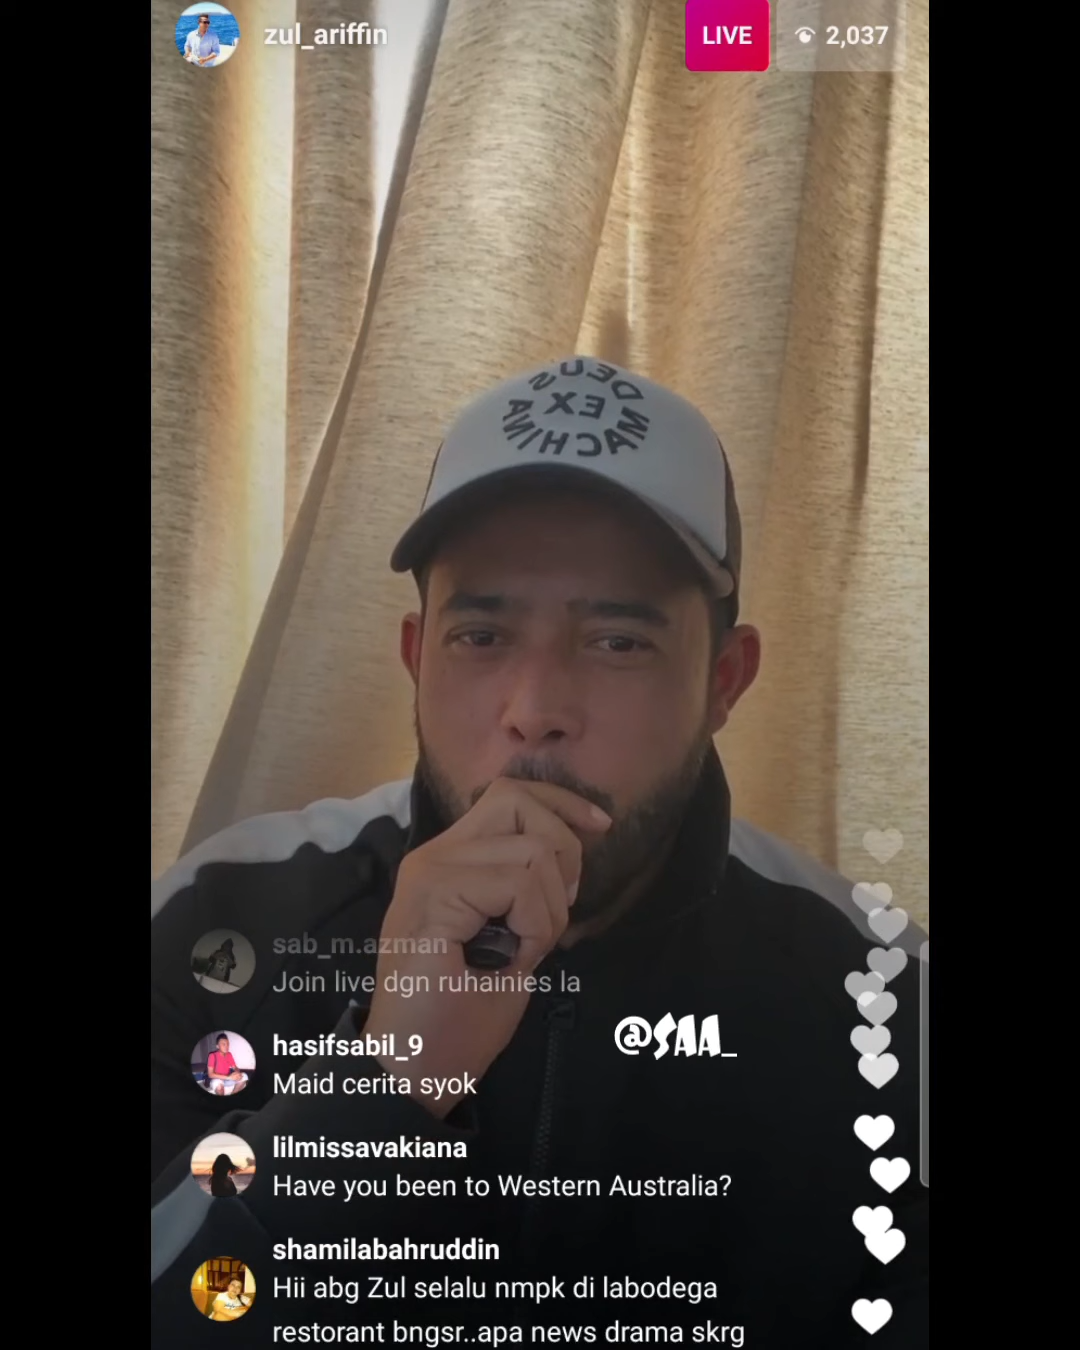 zul_ariffin
LIVE
2,037
DEUS
EX
MACHINA
sab_m.azman
Join live dgn ruhainies la
@SAA_
hasifsabil_9
Maid cerita syok
lilmissavakiana
Have you been to Western Australia?
shamilabahruddin
Hii abg Zul selalu nmpk di labodega
restorant bngsr..apa news drama skrg